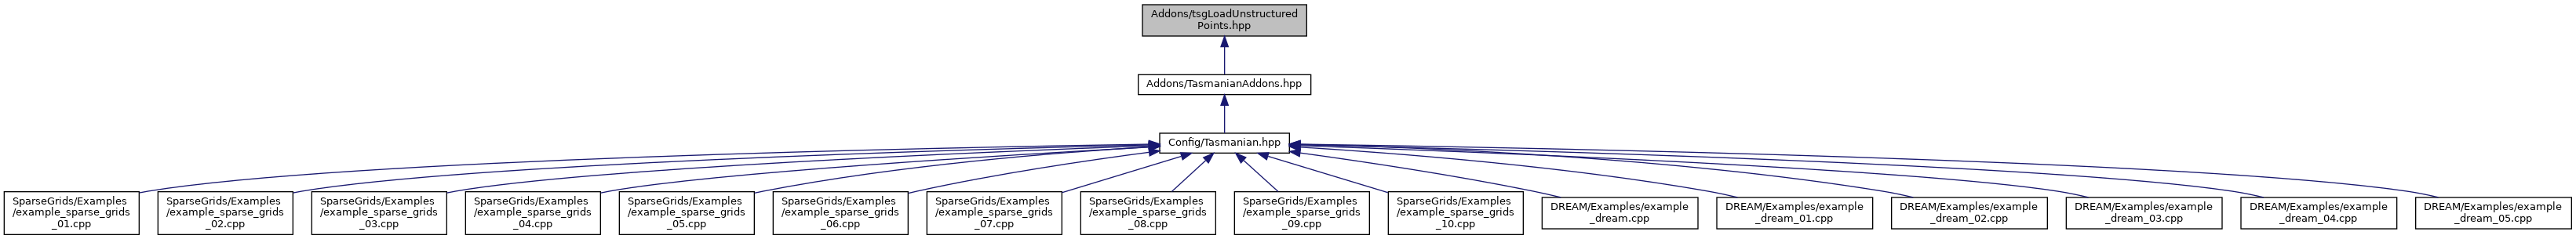 Addons/tsgLoadUnstructured
Points.hpp
Addons/TasmanianAddons.hpp
Config/Tasmanian.hpp
SparseGrids/Examples
/example_sparse_grids
_01.cpp
SparseGrids/Examples
/example_sparse_grids
_02.cpp
SparseGrids/Examples
/example_sparse_grids
_03.cpp
SparseGrids/Examples
/example_sparse_grids
_04.cpp
SparseGrids/Examples
/example_sparse_grids
_05.cpp
SparseGrids/Examples
/example_sparse_grids
_06.cpp
SparseGrids/Examples
/example_sparse_grids
_07.cpp
SparseGrids/Examples
/example_sparse_grids
_08.cpp
SparseGrids/Examples
/example_sparse_grids
_09.cpp
SparseGrids/Examples
/example_sparse_grids
_10.cpp
DREAM/Examples/example
_dream.cpp
DREAM/Examples/example
_dream_01.cpp
DREAM/Examples/example
_dream_02.cpp
DREAM/Examples/example
_dream_03.cpp
DREAM/Examples/example
_dream_04.cpp
DREAM/Examples/example
_dream_05.cpp